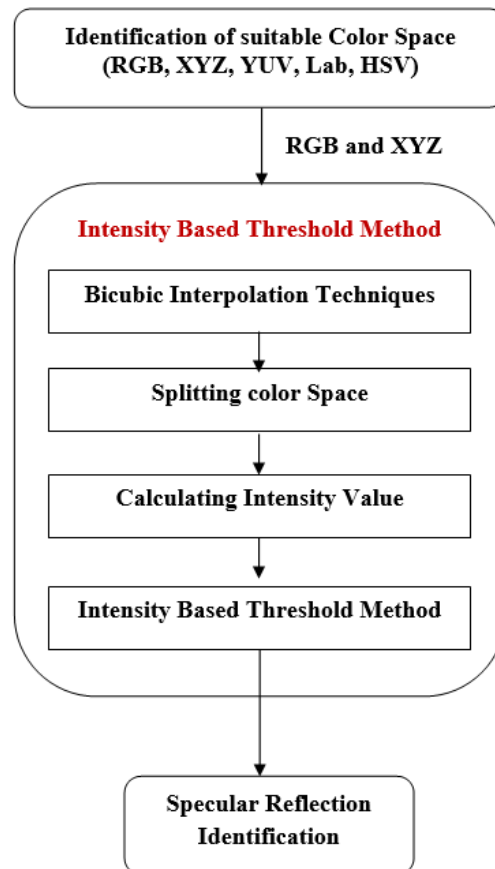 Identification of suitable Color Space
(RGB, XYZ, YUV, Lab, HSV)
RGB and XYZ
Intensity Based Threshold Method
Bicubic Interpolation Techniques
Splitting color Space
Calculating Intensity Value
Intensity Based Threshold Method
Specular Reflection
Identification